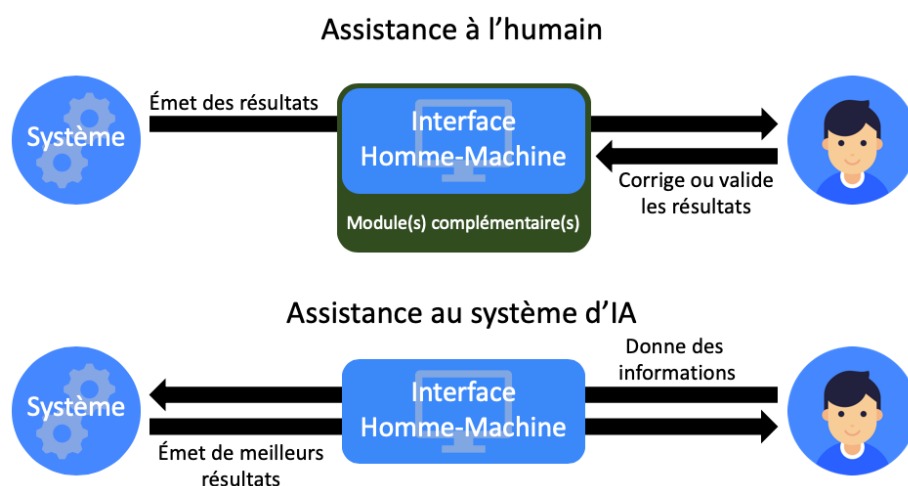 Assistance à l’humain
Émet des résultats
Système
Interface
Homme-Machine
Module(s) complémentaire(s)
Corrige ou valide
les résultats
Assistance au système d’IA
Donne des
informations
Système
Interface
Homme-Machine
Émet de meilleurs
résultats